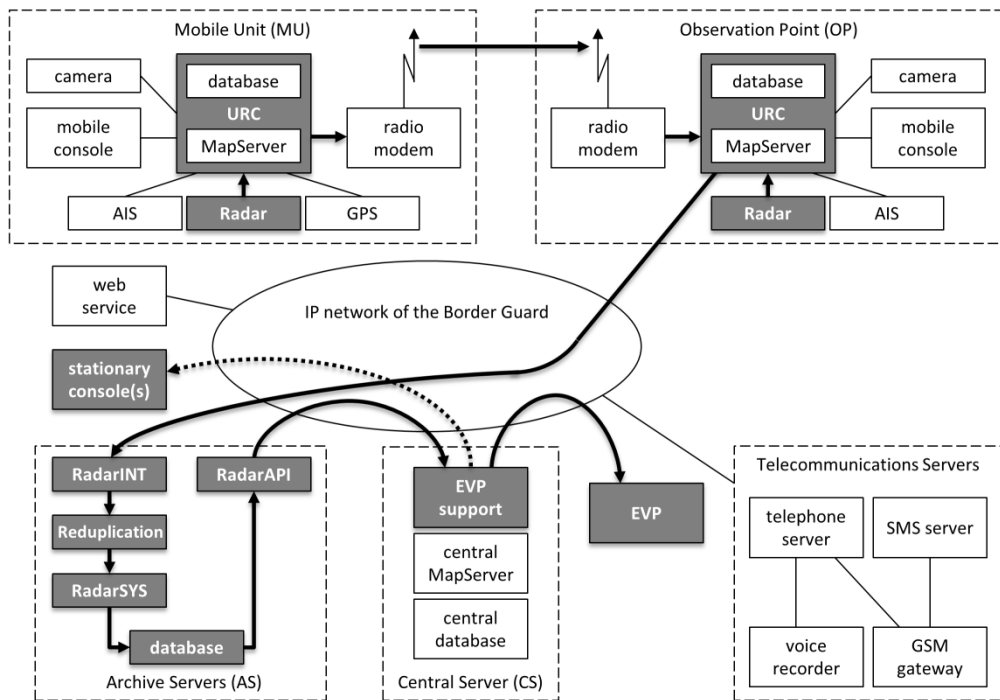 Mobile Unit (MU)
camera
mobile
console
database
URC
MapServer
radio
modem
AIS
Radar
GPS
Observation Point (OP)
radio
modem
database
URC
MapServer
camera
mobile
console
Radar
AIS
web
service
IP network of the Border Guard
stationary
console(s)
RadarINT
RadarAPI
Reduplication
RadarSYS
database
Archive Servers (AS)
EVP
support
central
MapServer
central
database
Central Server (CS)
EVP
Telecommunications Servers
telephone
server
SMS server
voice
recorder
GSM
gateway